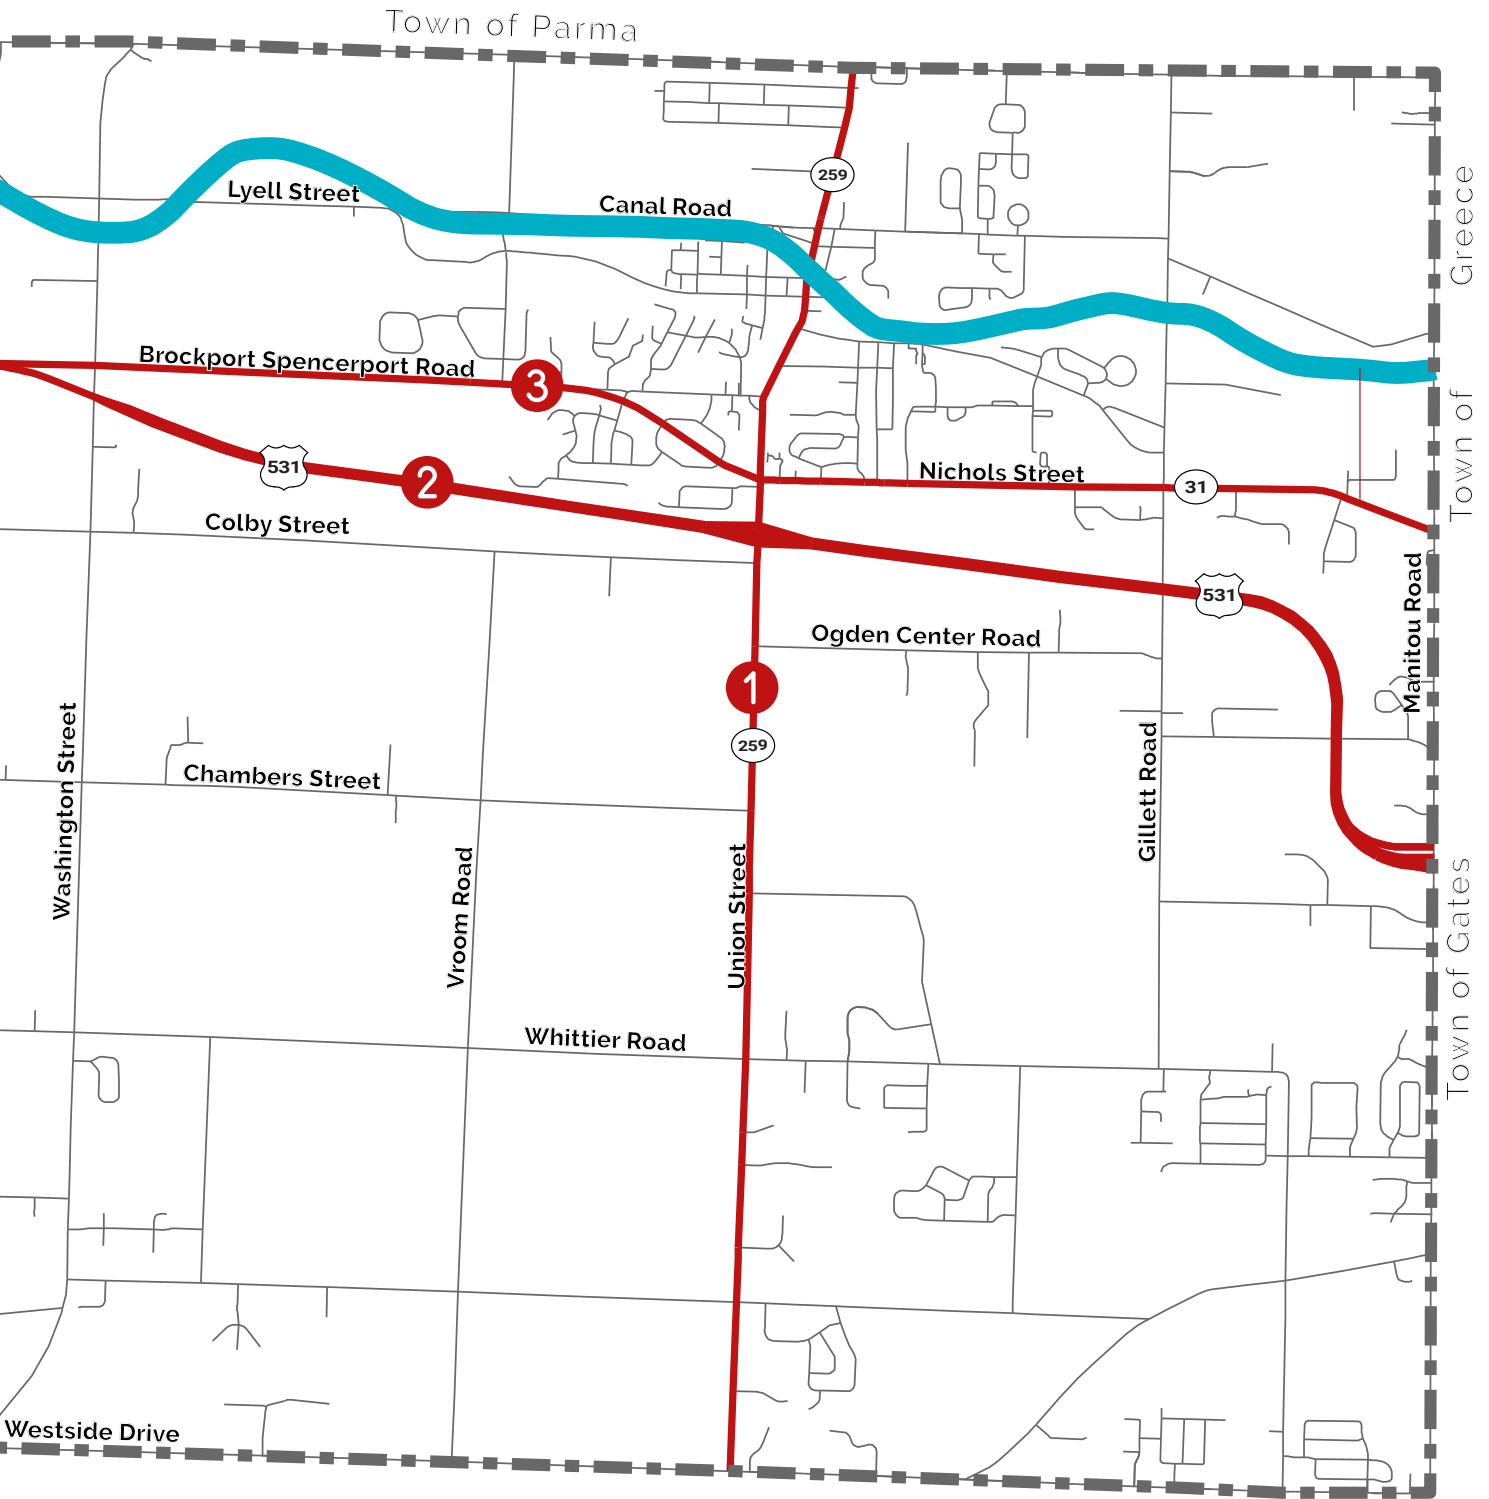 Town of Parma
259
Lyell Street
Canal Road
Town of Greece
Brockport Spencerport Road
3
531
2
Nichols Street
31
Colby Street
531
Ogden Center Road
Manitou Road
1
259
Washington Street
Chambers Street
Gillett Road
Vroom Road
Union Street
Town of Gates
Whittier Road
Westside Drive